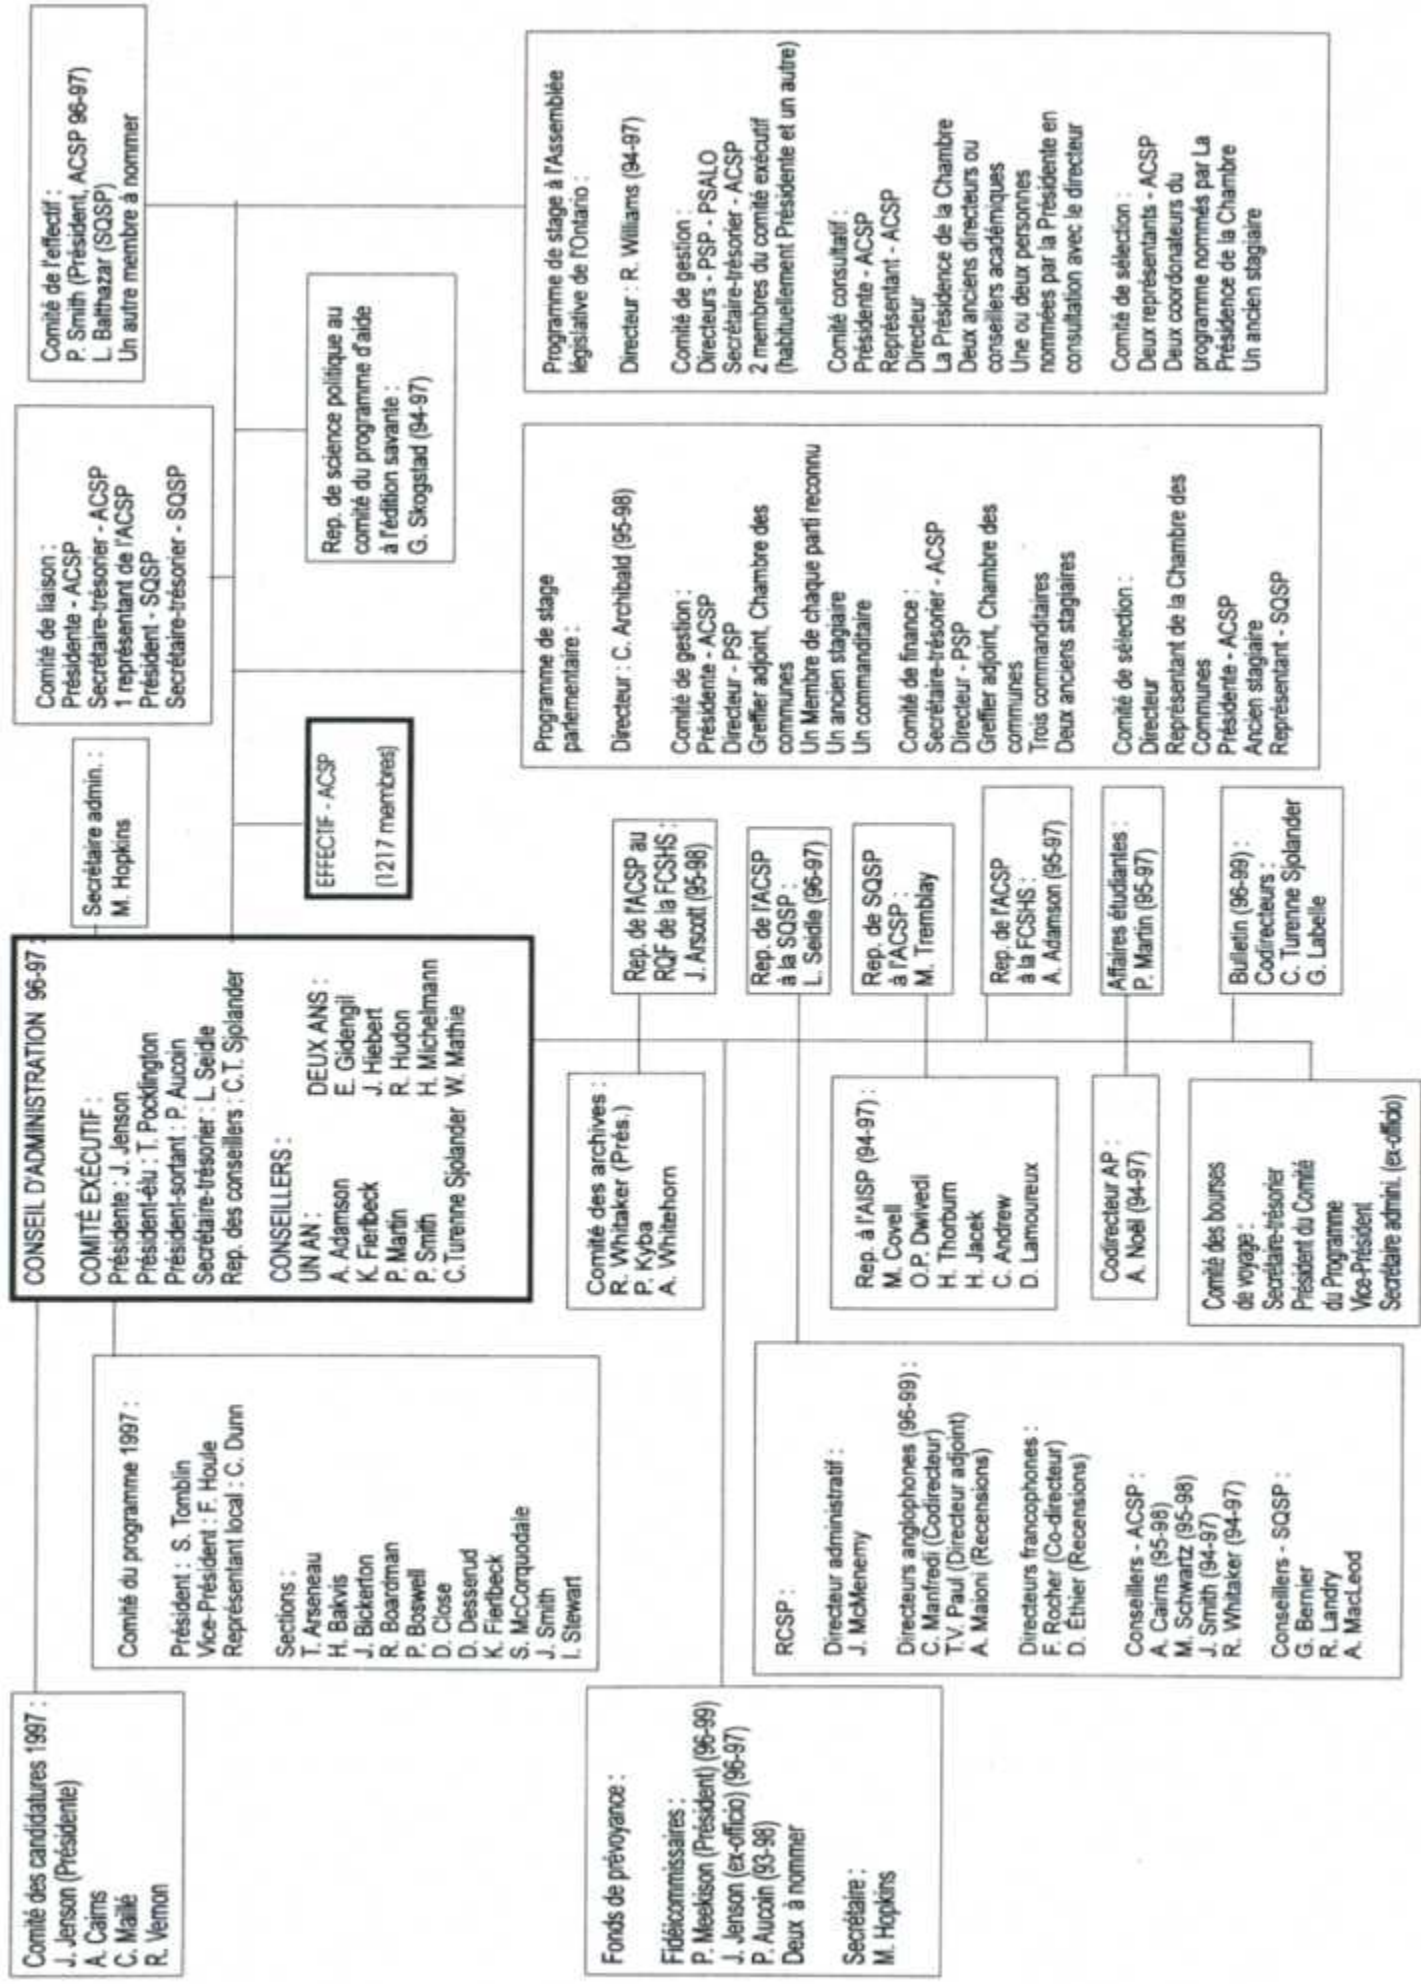 Comité des candidatures 1997 :
J. Jenson (Présidente)
A. Cairns
C. Maillé
R. Vernon
CONSEIL D'ADMINISTRATION 96-97 :
COMITÉ EXÉCUTIF :
Présidente : J. Jenson
Président-élu : T. Pocklington
Président-sortant : P. Aucoin
Secrétaire-trésorier : L. Seidle
Rep. des conseillers : C.T. Sjolander
CONSEILLERS :
UN AN :
A. Adamson
K. Fierlbeck
P. Martin
P. Smith
C. Turenne Sjolander
DEUX ANS :
E. Gidengil
J. Hiebert
R. Hudon
H. Michelmann
W. Mathie
Secrétaire admin. :
M. Hopkins
Comité de liaison :
Présidente - ACSP
Secrétaire-trésorier - ACSP
1 représentant de l'ACSP
Président - SQSP
Secrétaire-trésorier - SQSP
Comité de l'effectif :
P. Smith (Président, ACSP 96-97)
L. Balthazar (SQSP)
Un autre membre à nommer
Comité du programme 1997 :
Président : S. Tomblin
Vice-Président : F. Houle
Représentant local : C. Dunn
Sections :
T. Arseneau
H. Bakvis
J. Bickerton
R. Boardman
P. Boswell
D. Close
D. Desserud
K. Fierlbeck
S. McCorquodale
J. Smith
I. Stewart
EFFECTIF - ACSP
(1217 membres)
Rep. de science politique au
comité du programme d'aide
à l'édition savante :
G. Skogstad (94-97)
Fonds de prévoyance :
Fidéicommissaires :
P. Meekison (Président) (96-99)
J. Jenson (ex-officio) (96-97)
P. Aucoin (93-98)
Deux à nommer
Secrétaire :
M. Hopkins
RCSP :
Directeur administratif :
J. McMenemy
Directeurs anglophones (96-99) :
C. Manfredi (Codirecteur)
T.V. Paul (Directeur adjoint)
A. Maioni (Recensions)
Directeurs francophones :
F. Rocher (Co-directeur)
D. Éthier (Recensions)
Conseillers - ACSP :
A. Cairns (95-98)
M. Schwartz (95-98)
J. Smith (94-97)
R. Whitaker (94-97)
Conseillers - SQSP :
G. Bernier
R. Landry
A. MacLeod
Comité des archives :
R. Whitaker (Prés.)
P. Kyba
A. Whitehorn
Rep. à l'AISP (94-97) :
M. Covell
O.P. Dwivedi
H. Thorburn
H. Jacek
C. Andrew
D. Lamoureux
Codirecteur AP :
A. Noël (94-97)
Comité des bourses
de voyage :
Secrétaire-trésorier
Président du Comité
du Programme
Vice-Président
Secrétaire admini. (ex-officio)
Rep. de l'ACSP au
RQF de la FCSHS :
J. Arscott (95-98)
Rep. de l'ACSP
à la SQSP :
L. Seidle (96-97)
Rep. de SQSP
à l'ACSP :
M. Tremblay
Rep. de l'ACSP
à la FCSHS :
A. Adamson (95-97)
Affaires étudiantes :
P. Martin (95-97)
Bulletin (96-99) :
Codirecteurs :
C. Turenne Sjolander
G. Labelle
Programme de stage
parlementaire :
Directeur : C. Archibald (95-98)
Comité de gestion :
Présidente - ACSP
Directeur - PSP
Greffier adjoint, Chambre des
communes
Un Membre de chaque parti reconnu
Un ancien stagiaire
Un commanditaire
Comité de finance :
Secrétaire-trésorier - ACSP
Directeur - PSP
Greffier adjoint, Chambre des
communes
Trois commanditaires
Deux anciens stagiaires
Comité de sélection :
Directeur
Représentant de la Chambre des
Communes
Présidente - ACSP
Ancien stagiaire
Représentant - SQSP
Programme de stage à l'Assemblée
législative de l'Ontario :
Directeur : R. Williams (94-97)
Comité de gestion :
Directeurs - PSP - PSALO
Secrétaire-trésorier - ACSP
2 membres du comité exécutif
(habituellement Présidente et un autre)
Comité consultatif :
Présidente - ACSP
Représentant - ACSP
Directeur
La Présidence de la Chambre
Deux anciens directeurs ou
conseillers académiques
Une ou deux personnes
nommées par la Présidente en
consultation avec le directeur
Comité de sélection :
Deux représentants - ACSP
Deux coordonateurs du
programme nommés par La
Présidence de la Chambre
Un ancien stagiaire